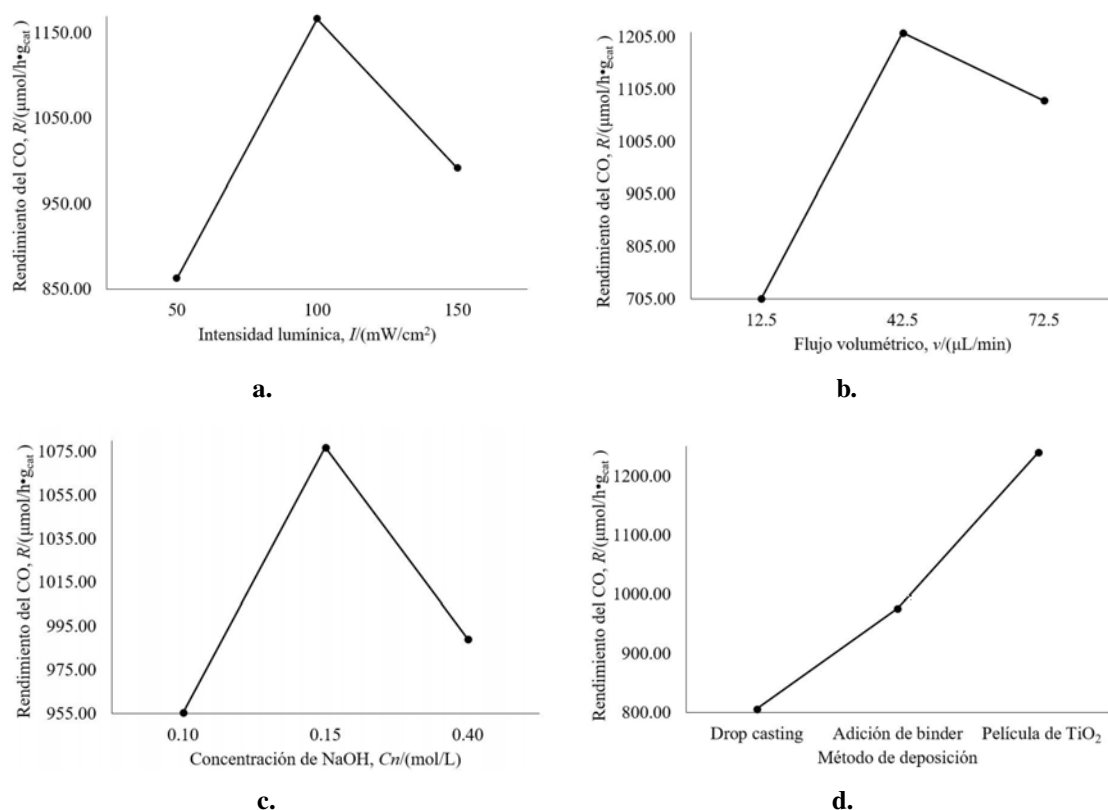 Rendimiento del CO, R/(μmol/h•gcat )
1150.00
1050.00
950.00
850.00
50 100 150
Intensidad lumínica, I/(mW/cm²)
a.
Rendimiento del CO, R/(μmol/h•gcat )
1205.00
1105.00
1005.00
905.00
805.00
705.00
12.5 42.5 72.5
Flujo volumétrico, v/(μL/min)
b.
Rendimiento del CO, R/(μmol/h•gcat )
1075.00
1055.00
1035.00
1015.00
995.00
975.00
955.00
0.10 0.15 0.40
Concentración de NaOH, Cn/(mol/L)
c.
Rendimiento del CO, R/(μmol/h•gcat )
1200.00
1100.00
1000.00
900.00
800.00
Drop casting Adición de binder Película de TiO₂
Método de deposición
d.